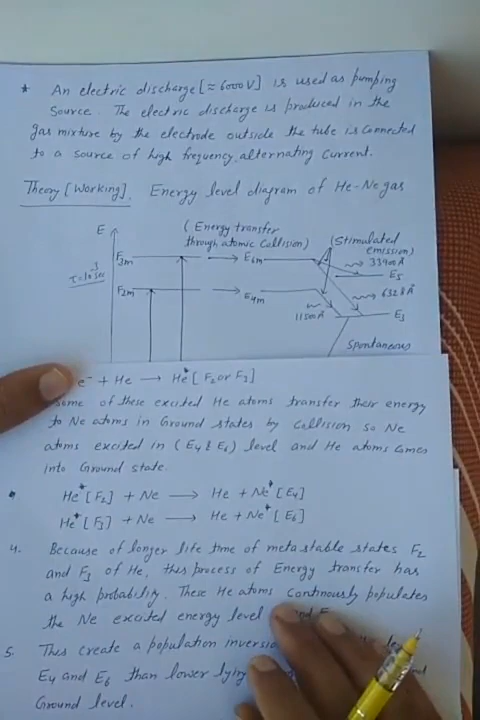 * An electric discharge [≈ 6000V] is used as pumping
Source. The electric discharge is produced in the
gas mixture by the electrode outside the tube is connected
to a source of high frequency, alternating current.
Theory [Working], Energy level diagram of He-Ne gas
E
(Energy transfer
through atomic Collision)
(Stimulated
emission)
F3m
E6m
33900Å
E5
6328Å
F2m
E4m
11500Å
E3
Spontaneous
e⁻ + He → He* [F2 or F3]
Some of these excited He atoms transfer their energy
to Ne atoms in Ground states by collision so Ne
atoms excited in (E4 & E6) level and He atoms comes
into Ground state
He* [F2] + Ne → He + Ne* [E4]
He* [F3] + Ne → He + Ne* [E6]
4. Because of longer life time of metastable states F2
and F3 of He, this process of Energy transfer has
a high probability. These He atoms continously populates
the Ne excited energy level
5. This create a population
E4 and E6 than lower lying
Ground level.